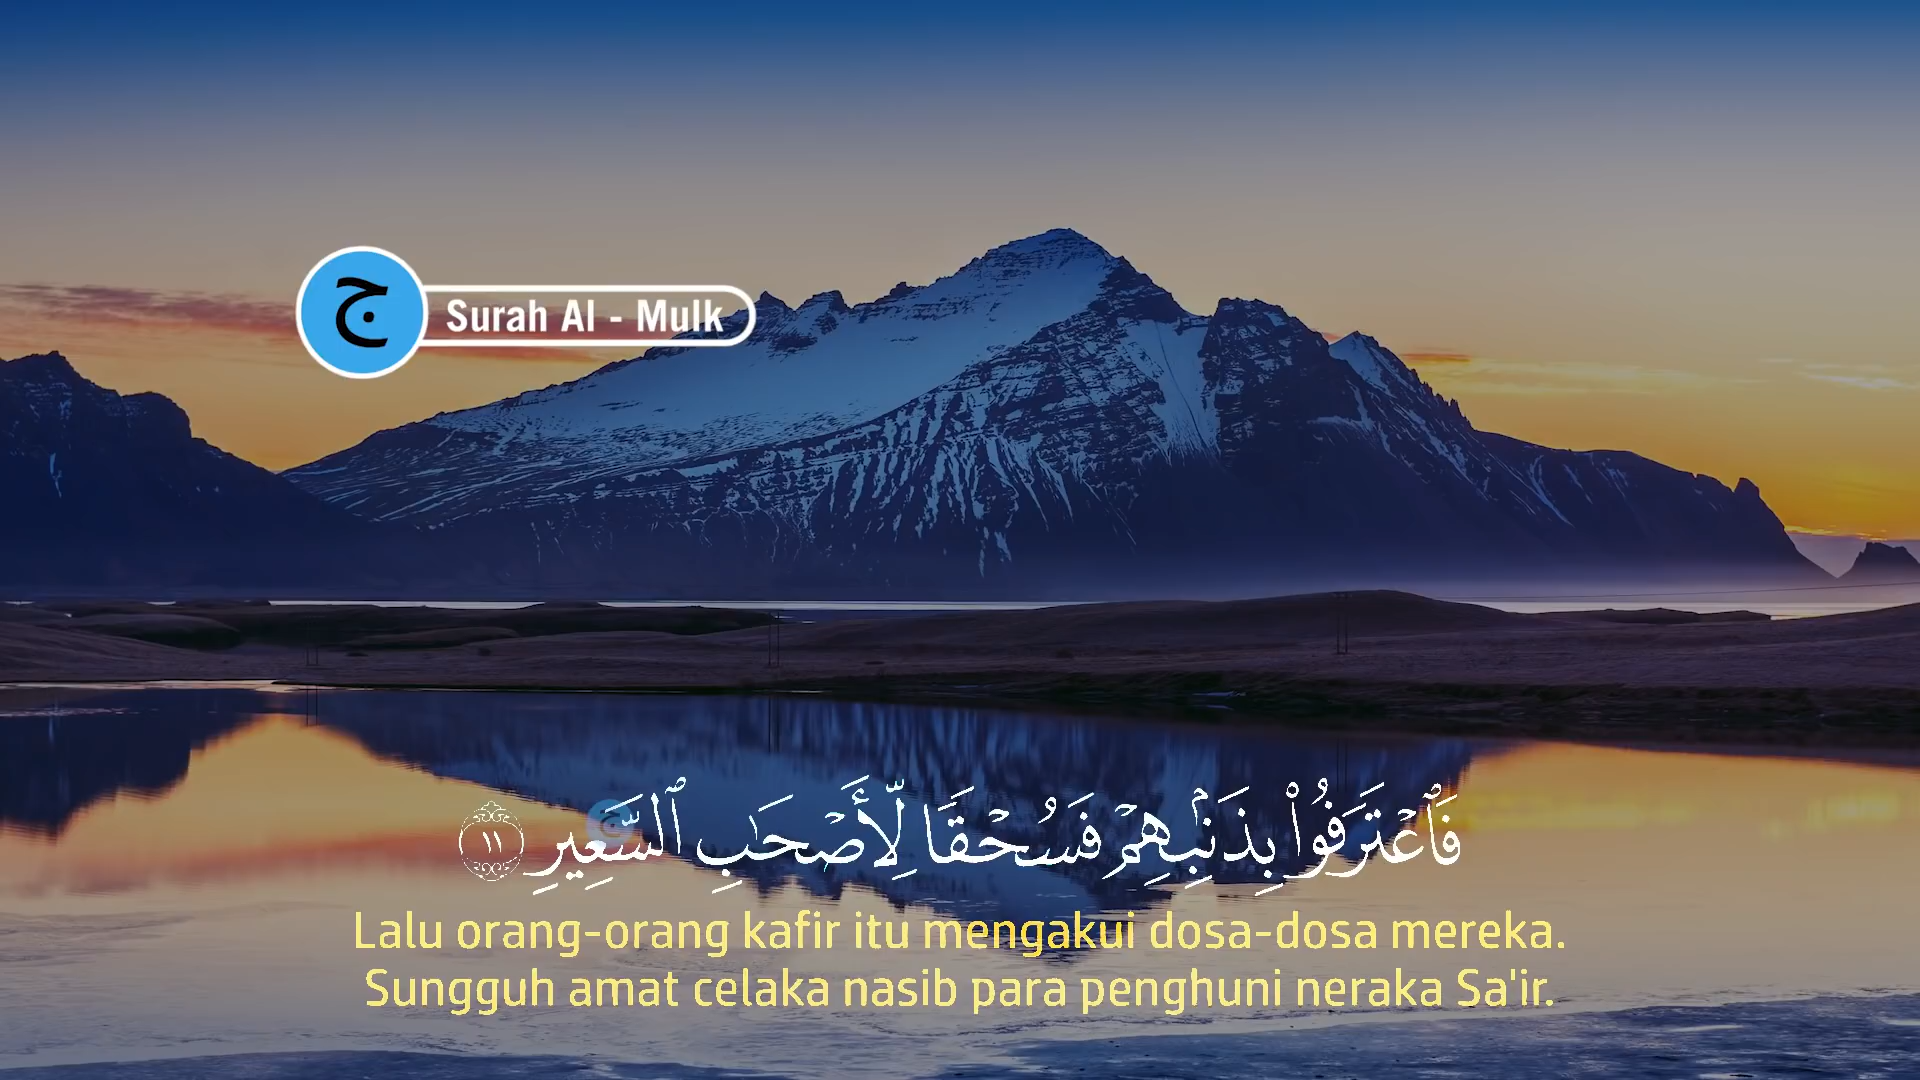 ج
Surah Al - Mulk
فَٱعْتَرَفُوا۟ بِذَنۢبِهِمْ فَسُحْقًا لِّأَصْحَـٰبِ ٱلسَّعِيرِ ١١
Lalu orang-orang kafir itu mengakui dosa-dosa mereka.
Sungguh amat celaka nasib para penghuni neraka Sa'ir.